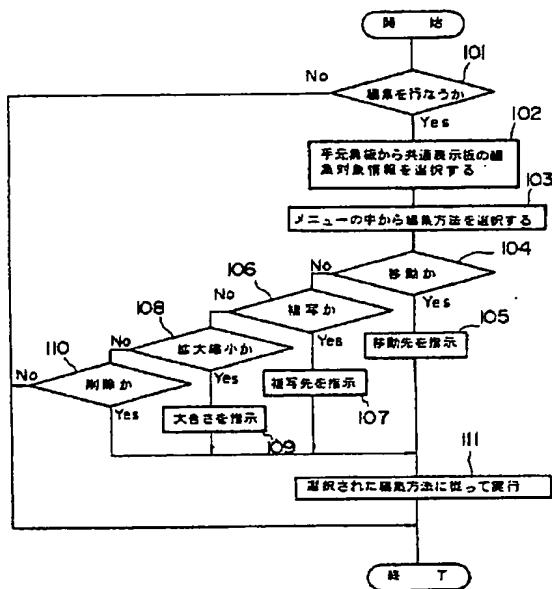 開 始
101
No
編集を行なうか
Yes
102
手元黒板から共通表示板の編
集対象情報を選択する
103
メニューの中から編集方法を選択する
104
No
移動か
Yes
105
移動先を指示
106
No
複写か
Yes
複写先を指示
107
108
No
拡大縮小か
Yes
大きさを指示
109
110
No
削除か
Yes
111
選択された編集方法に従って実行
終 了